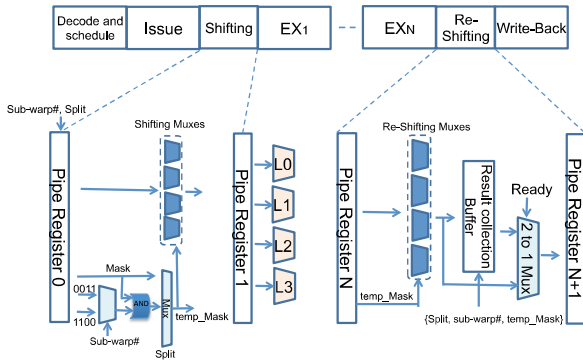 Decode and schedule
Issue
Shifting
EX1
EXN
Re-Shifting
Write-Back
Sub-warp#, Split
Shifting Muxes
Re-Shifting Muxes
Pipe Register 0
Pipe Register 1
L0
L1
L2
L3
Pipe Register N
Result collection Buffer
Ready
2 to 1 Mux
Pipe Register N+1
Mask
0011
1100
AND
Mux
temp_Mask
Sub-warp#
Split
temp_Mask
{Split, sub-warp#, temp_Mask}